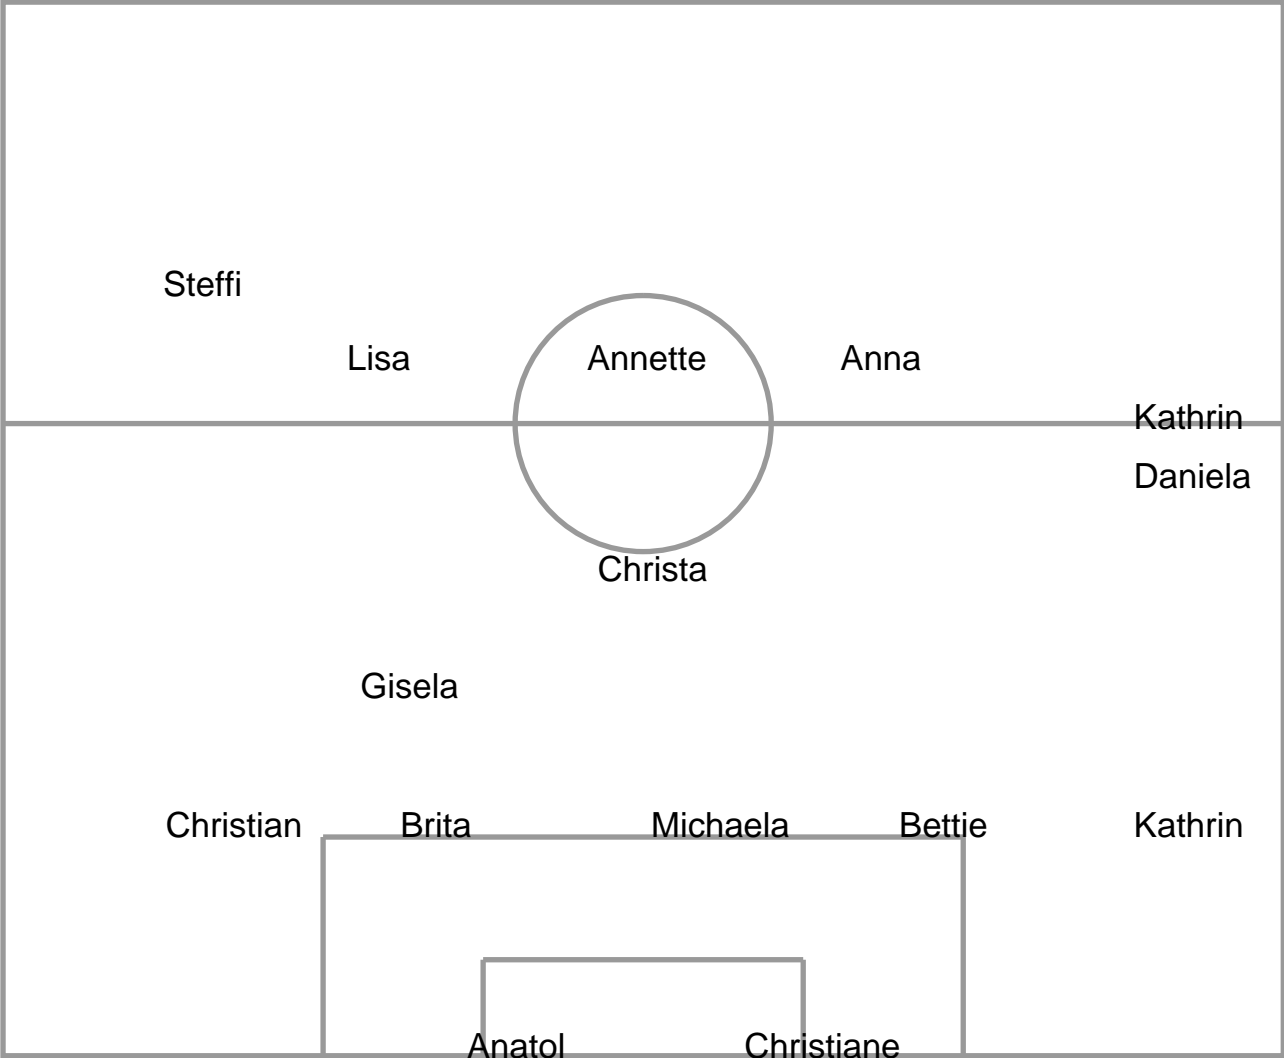 Steffi
Lisa Annette Anna
Kathrin
Daniela
Christa
Gisela
Christian Brita Michaela Bettie Kathrin
Anatol Christiane